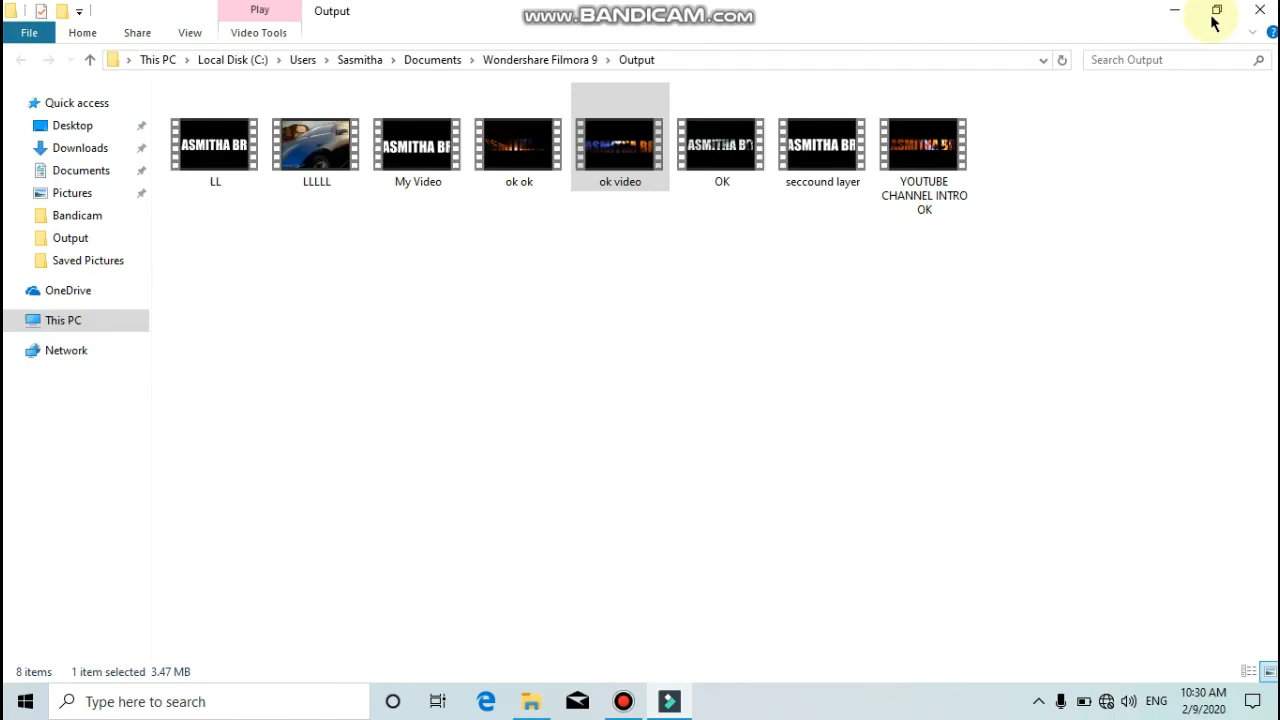 Play
Output
www.BANDICAM.com
File
Home
Share
View
Video Tools
This PC
Local Disk (C:)
Users
Sasmitha
Documents
Wondershare Filmora 9
Output
Search Output
Quick access
Desktop
Downloads
Documents
Pictures
Bandicam
Output
Saved Pictures
OneDrive
This PC
Network
ASMITHA BR
ASMITHA BR
ASMITHA BR
ASMITHA BR
ASMITHA BR
LL
LLLLL
My Video
ok ok
ok video
OK
seccound layer
YOUTUBE
CHANNEL INTRO
OK
8 items
1 item selected
3.47 MB
Type here to search
ENG
10:30 AM
2/9/2020